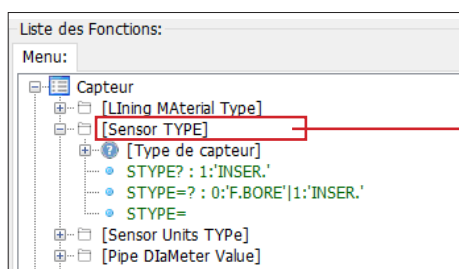 Liste des Fonctions:
Menu:
Capteur
[LIning MAterial Type]
[Sensor TYPE]
[Type de capteur]
STYPE? : 1:'INSER.'
STYPE=? : 0:'F.BORE'|1:'INSER.'
STYPE=
[Sensor Units TYPe]
[Pipe DIaMeter Value]